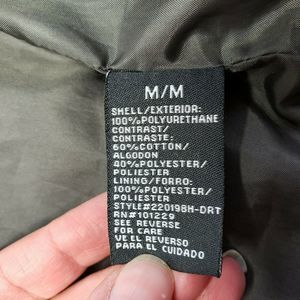 M/M
SHELL/EXTERIOR:
100%POLYURETHANE
CONTRAST/
CONTRASTE:
60%COTTON/
ALGODON
40%POLYESTER/
POLIESTER
LINING/FORRO:
100%POLYESTER/
POLIESTER
STYLE#220198H-DRT
RN#101229
SEE REVERSE
FOR CARE
VE EL REVERSO
PARA EL CUIDADO